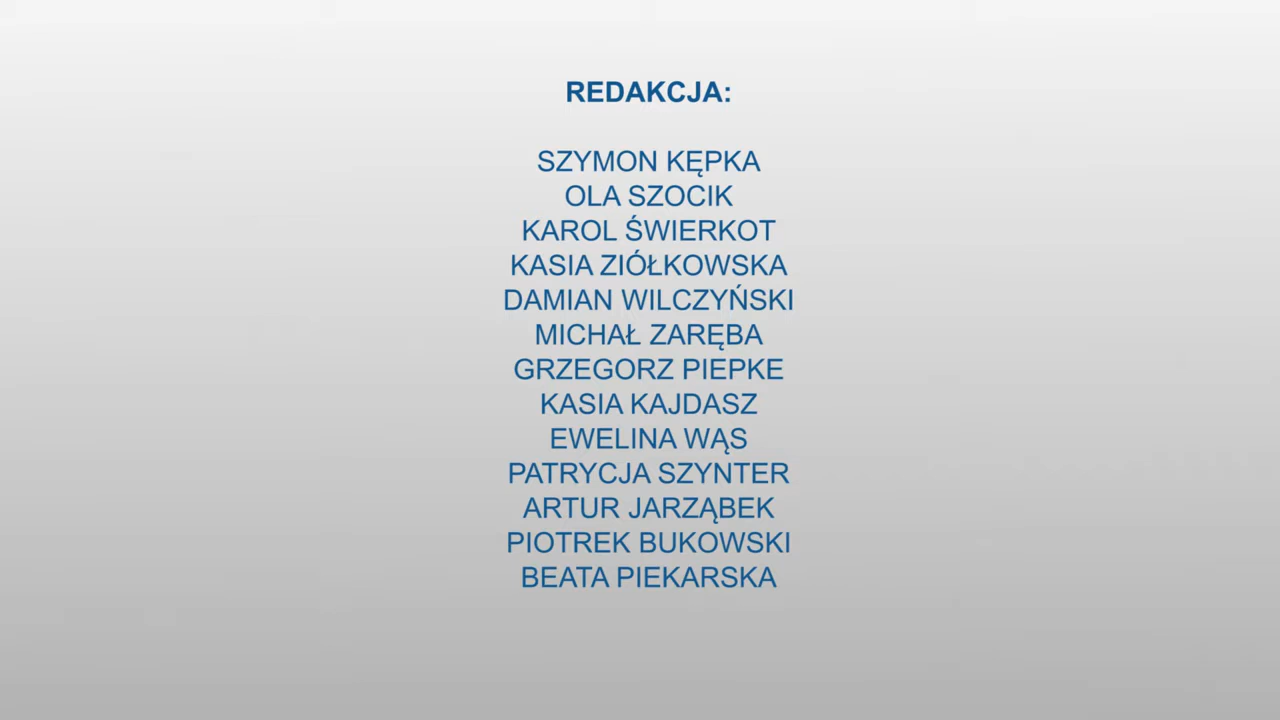 REDAKCJA:
SZYMON KĘPKA
OLA SZOCIK
KAROL ŚWIERKOT
KASIA ZIÓŁKOWSKA
DAMIAN WILCZYŃSKI
MICHAŁ ZARĘBA
GRZEGORZ PIEPKE
KASIA KAJDASZ
EWELINA WĄS
PATRYCJA SZYNTER
ARTUR JARZĄBEK
PIOTREK BUKOWSKI
BEATA PIEKARSKA